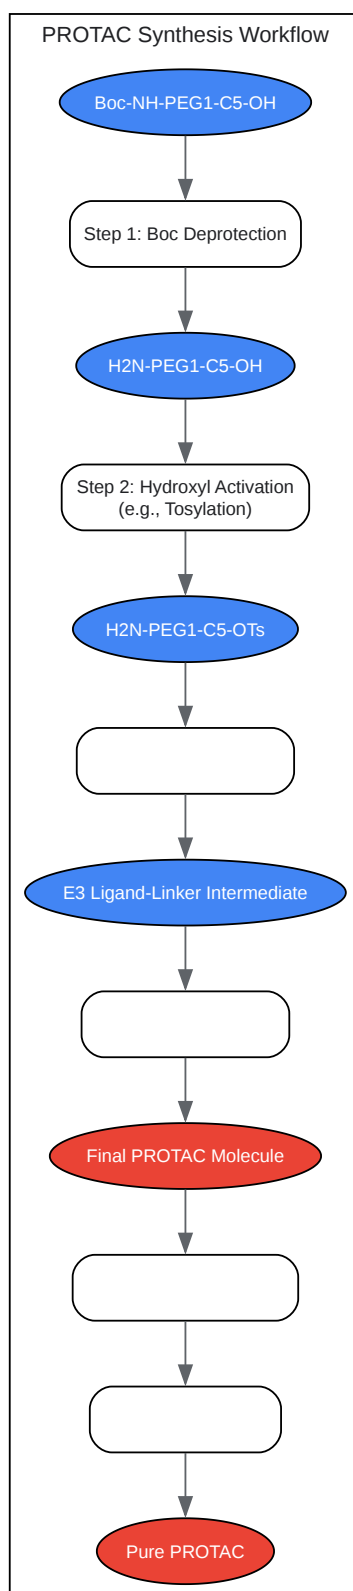 PROTAC Synthesis Workflow
Boc-NH-PEG1-C5-OH
Step 1: Boc Deprotection
H2N-PEG1-C5-OH
Step 2: Hydroxyl Activation
(e.g., Tosylation)
H2N-PEG1-C5-OTs
E3 Ligand-Linker Intermediate
Final PROTAC Molecule
Pure PROTAC